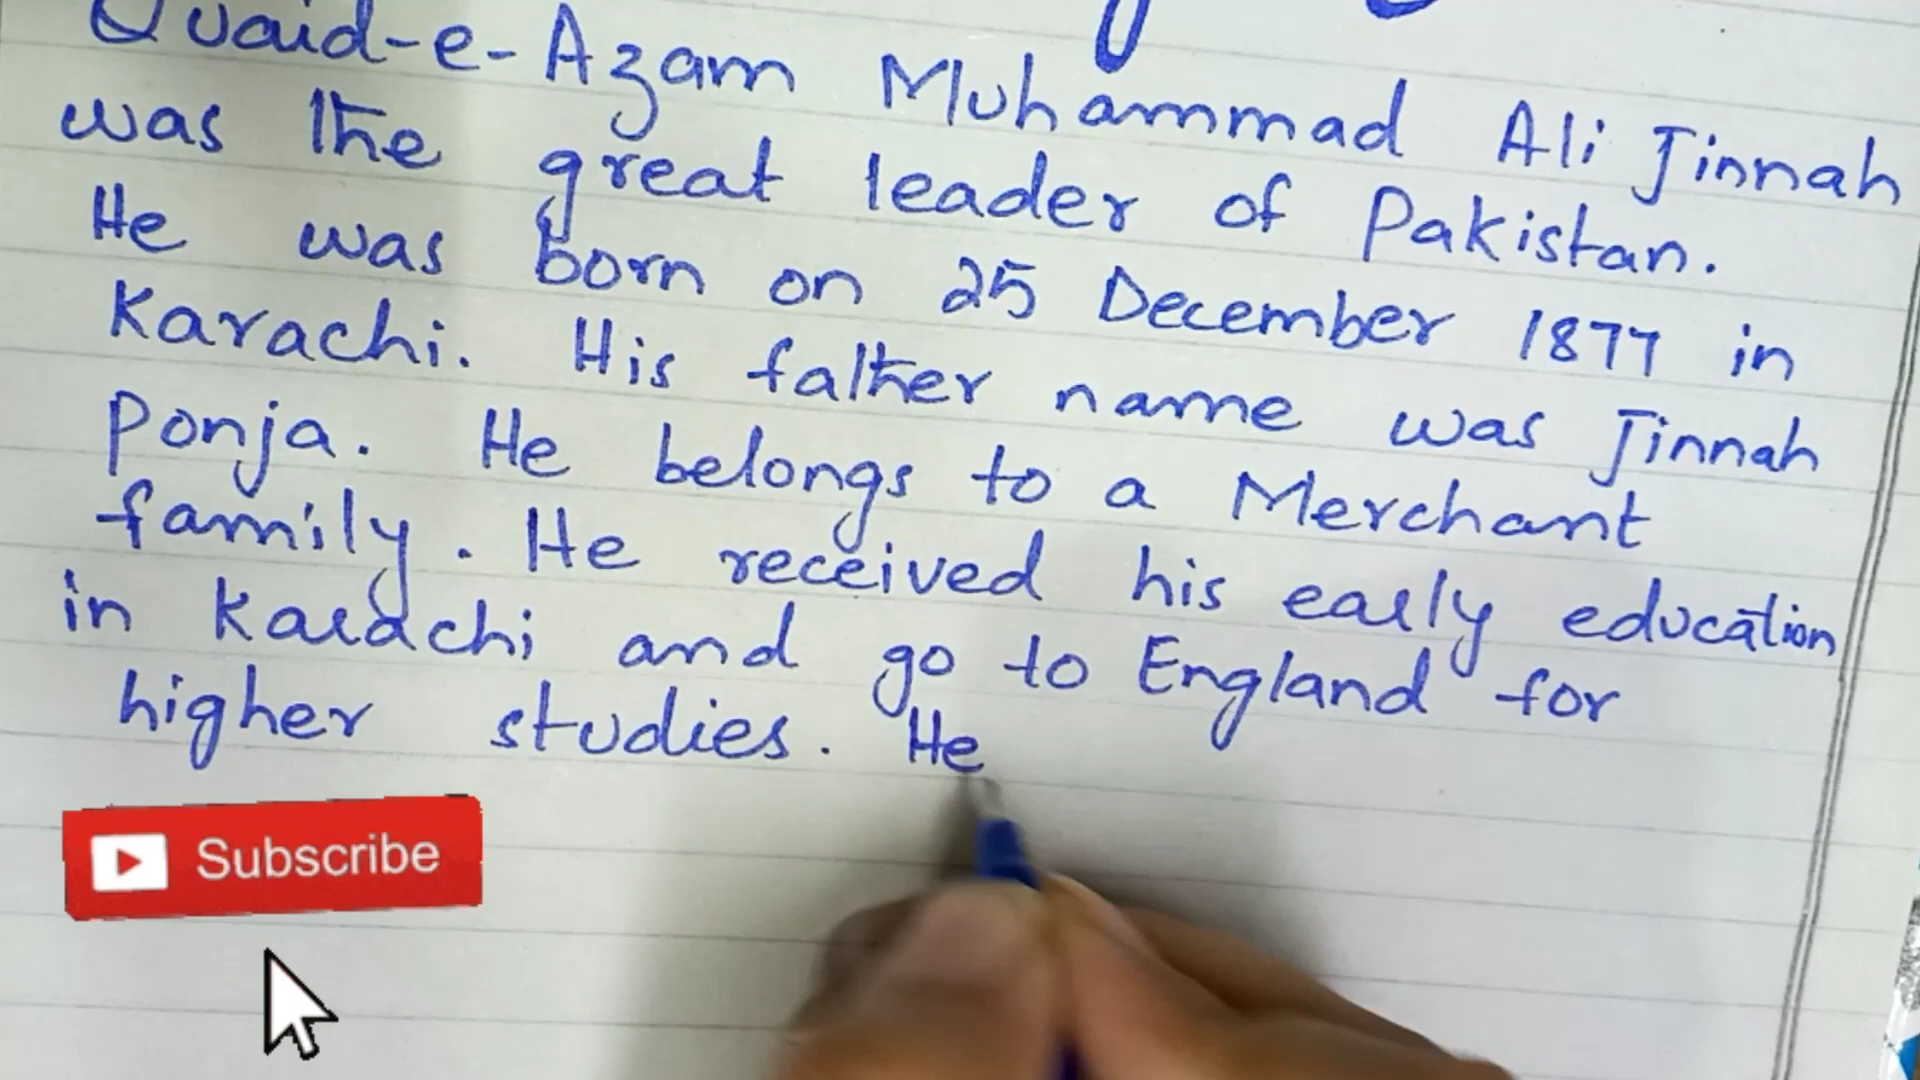 Quaid-e-Azam Muhammad Ali Jinnah
was the great leader of Pakistan.
He was born on 25 December 1877 in
Karachi. His father name was Jinnah
Ponja. He belongs to a Merchant
family. He received his early education
in Karachi and go to England for
higher studies. He
Subscribe